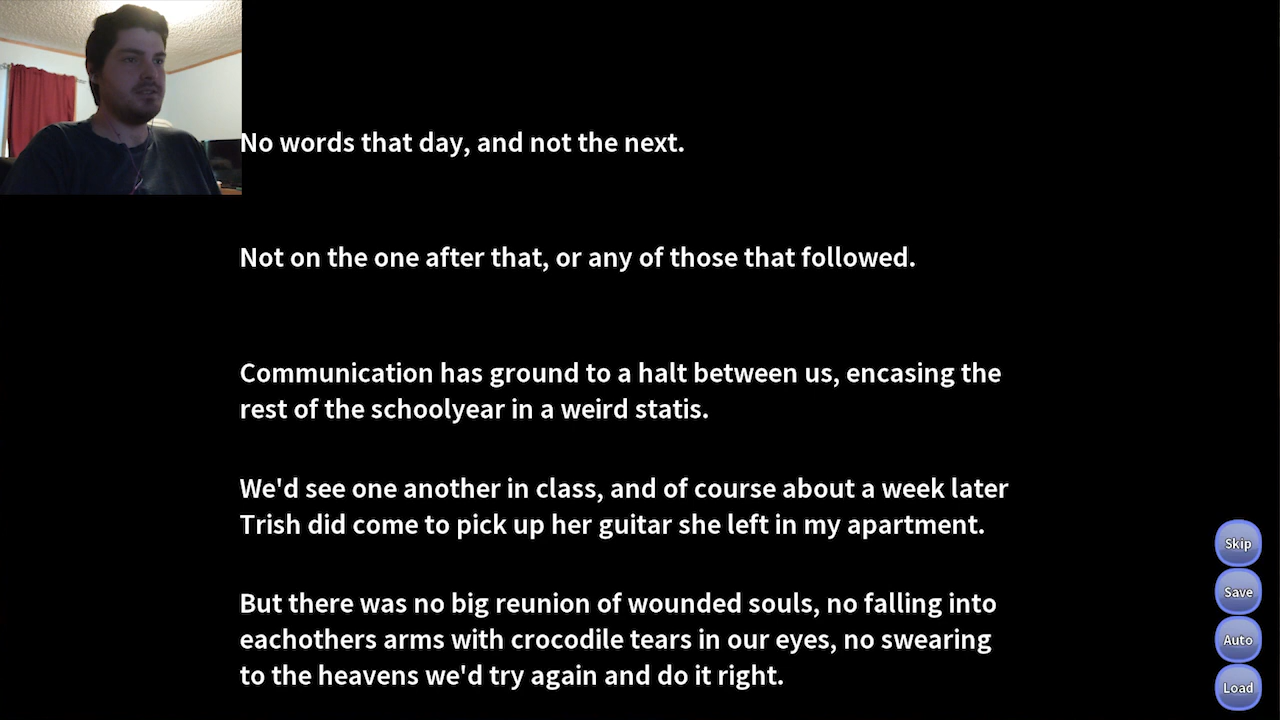 No words that day, and not the next.
Not on the one after that, or any of those that followed.
Communication has ground to a halt between us, encasing the
rest of the schoolyear in a weird statis.
We'd see one another in class, and of course about a week later
Trish did come to pick up her guitar she left in my apartment.
But there was no big reunion of wounded souls, no falling into
eachothers arms with crocodile tears in our eyes, no swearing
to the heavens we'd try again and do it right.
Skip
Save
Auto
Load